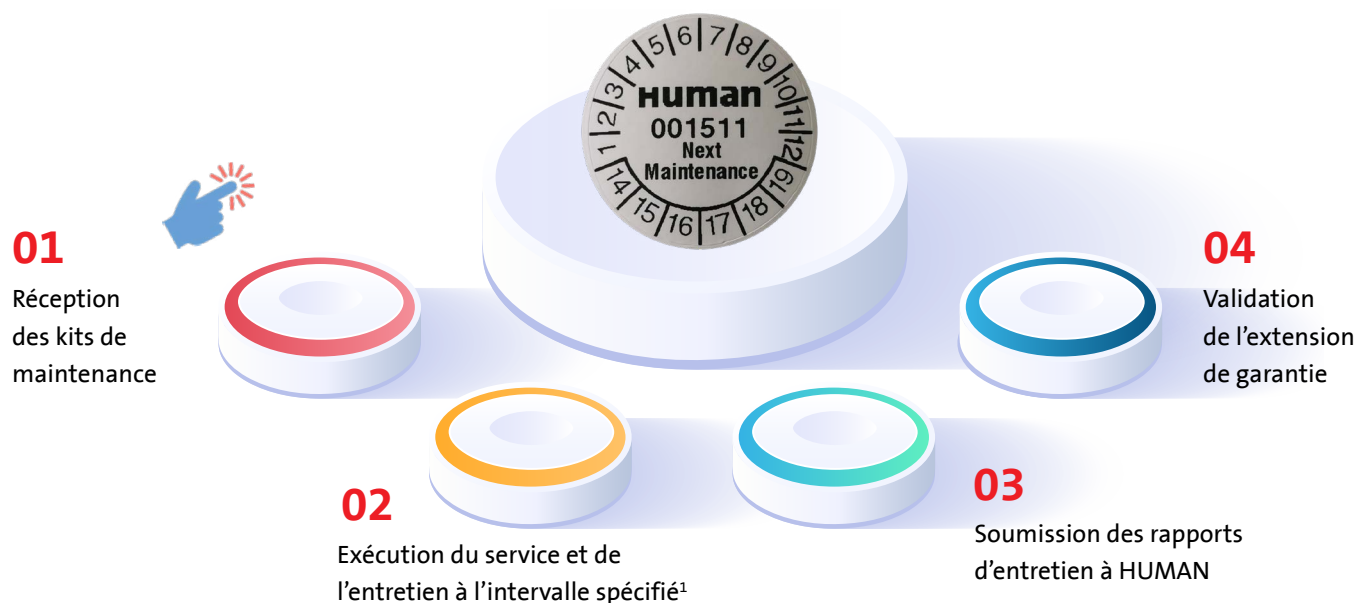 1 2 3 4 5 6 7 8 9 10 11 12
Human
001511
Next
Maintenance
14 15 16 17 18 19
01
Réception
des kits de
maintenance
02
Exécution du service et de
l’entretien à l’intervalle spécifié¹
03
Soumission des rapports
d’entretien à HUMAN
04
Validation
de l’extension
de garantie